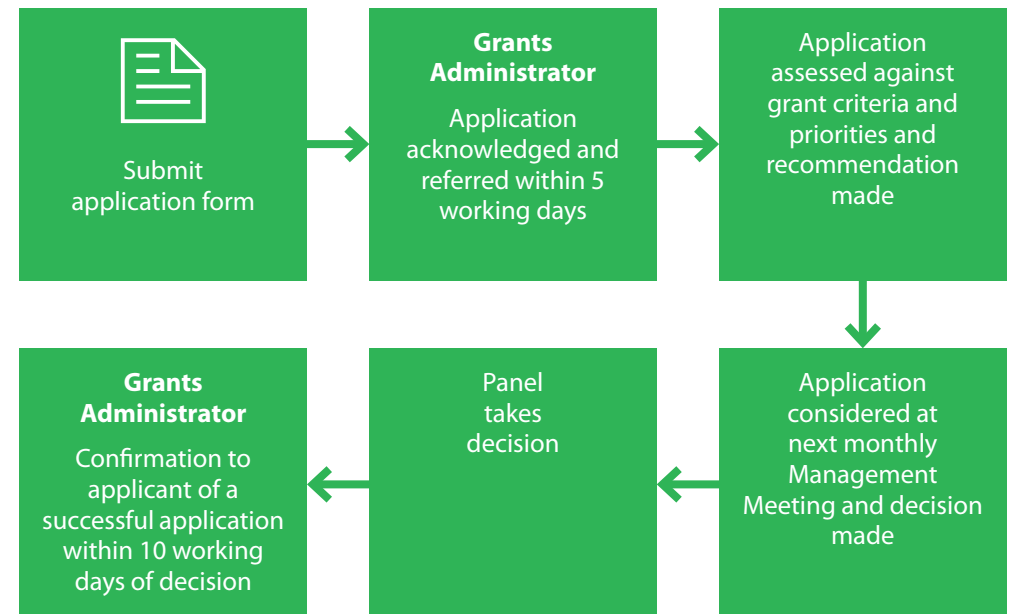 Submit
application form
Grants
Administrator
Application
acknowledged and
referred within 5
working days
Application
assessed against
grant criteria and
priorities and
recommendation
made
Application
considered at
next monthly
Management
Meeting and decision
made
Panel
takes
decision
Grants
Administrator
Confirmation to
applicant of a
successful application
within 10 working
days of decision